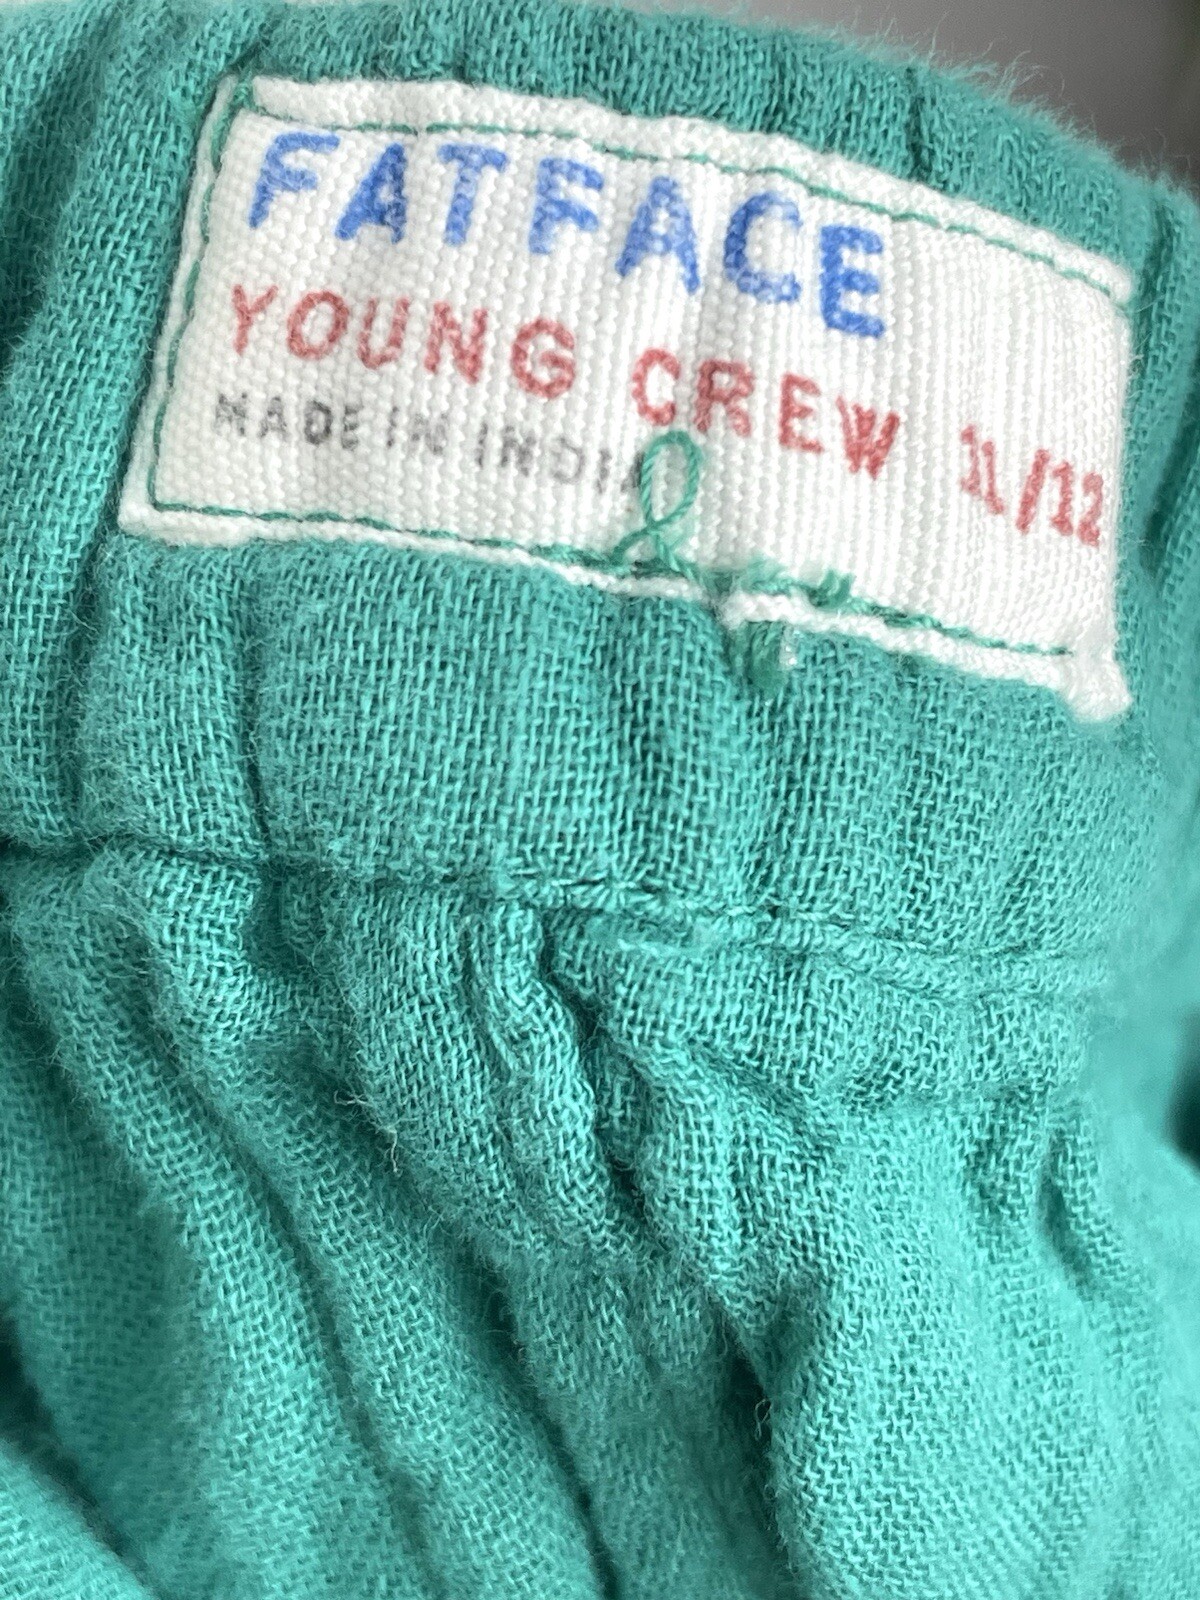 FATFACE
YOUNG CREW 11/12
MADE IN INDIA